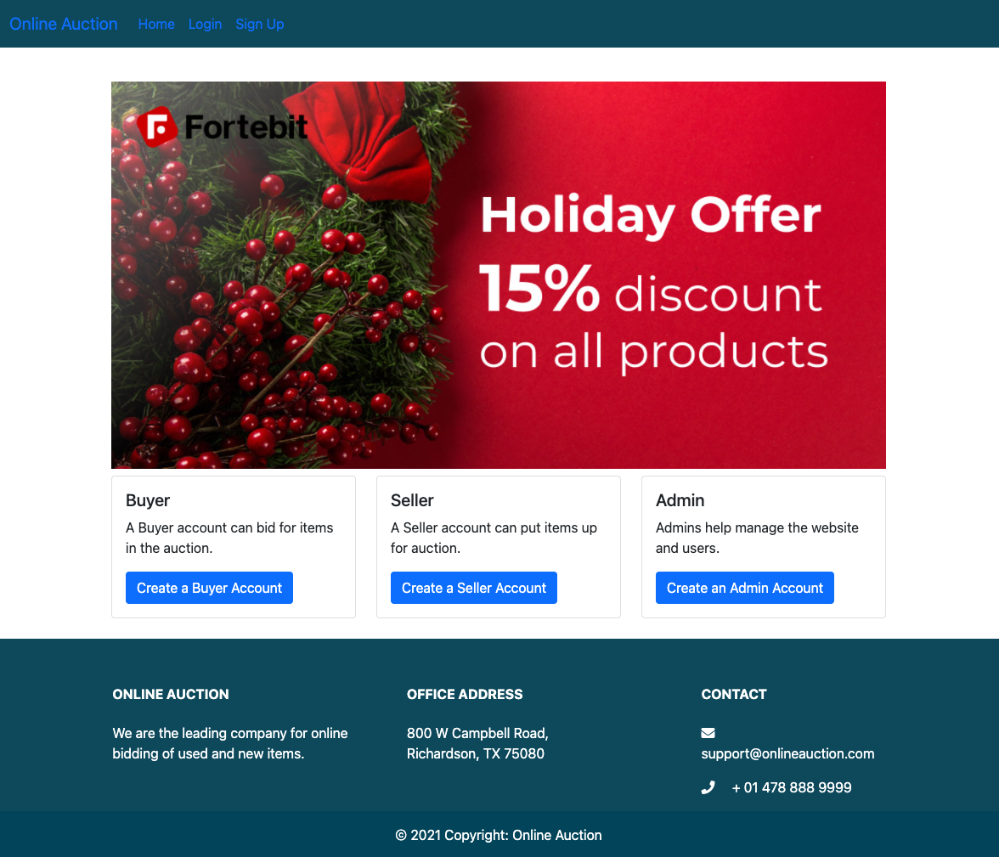 Online Auction Home Login Sign Up
Fortebit
Holiday Offer
15% discount
on all products
Buyer
A Buyer account can bid for items
in the auction.
Create a Buyer Account
Seller
A Seller account can put items up
for auction.
Create a Seller Account
Admin
Admins help manage the website
and users.
Create an Admin Account
ONLINE AUCTION
We are the leading company for online
bidding of used and new items.
OFFICE ADDRESS
800 W Campbell Road,
Richardson, TX 75080
CONTACT
support@onlineauction.com
+ 01 478 888 9999
© 2021 Copyright: Online Auction